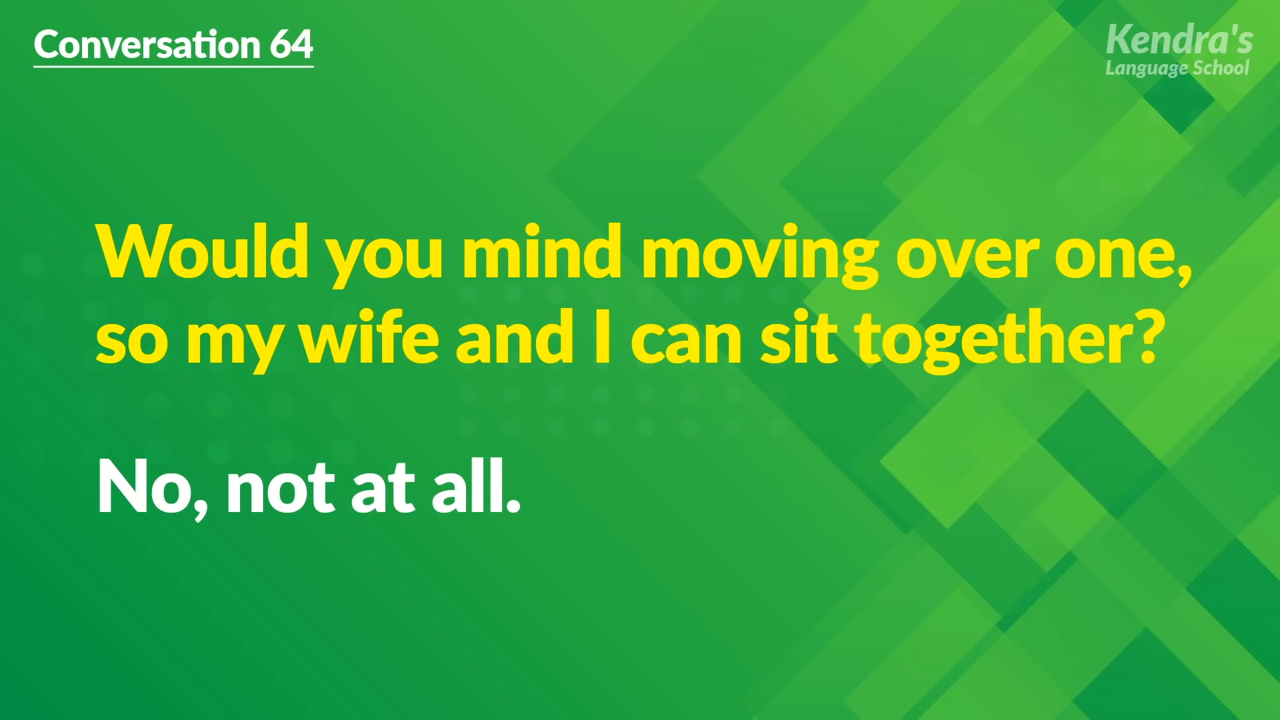 Conversation 64
Kendra's
Language School
Would you mind moving over one,
so my wife and I can sit together?
No, not at all.